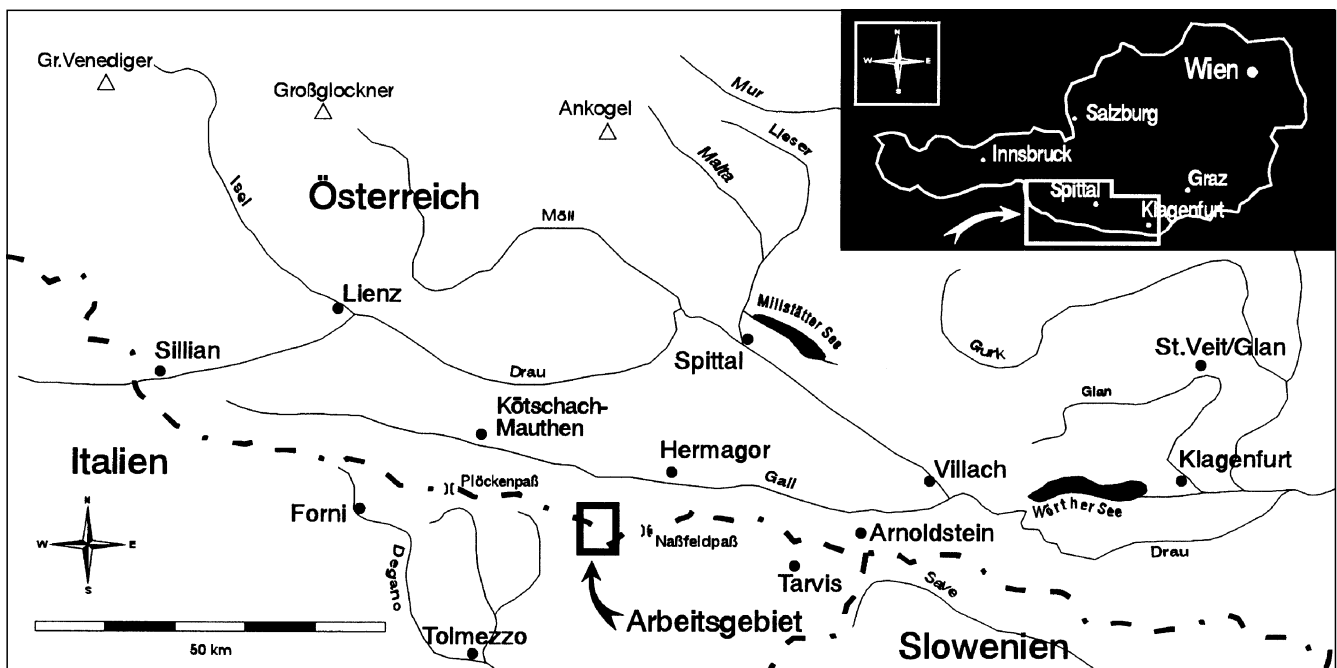 Gr.Venediger
Großglockner
Ankogel
Mur
Lieser
Malta
Isel
Österreich
Möll
N
W
E
S
Wien
Salzburg
Innsbruck
Graz
Spittal
Klagenfurt
Lienz
Millstätter See
Sillian
Spittal
Gurk
St.Veit/Glan
Drau
Glan
Kötschach-
Mauthen
Italien
Hermagor
Gail
Villach
Klagenfurt
Plöckenpaß
Wörther See
Forni
Naßfeldpaß
Arnoldstein
Drau
N
W
E
S
Degano
Tarvis
Save
Arbeitsgebiet
Tolmezzo
Slowenien
50 km